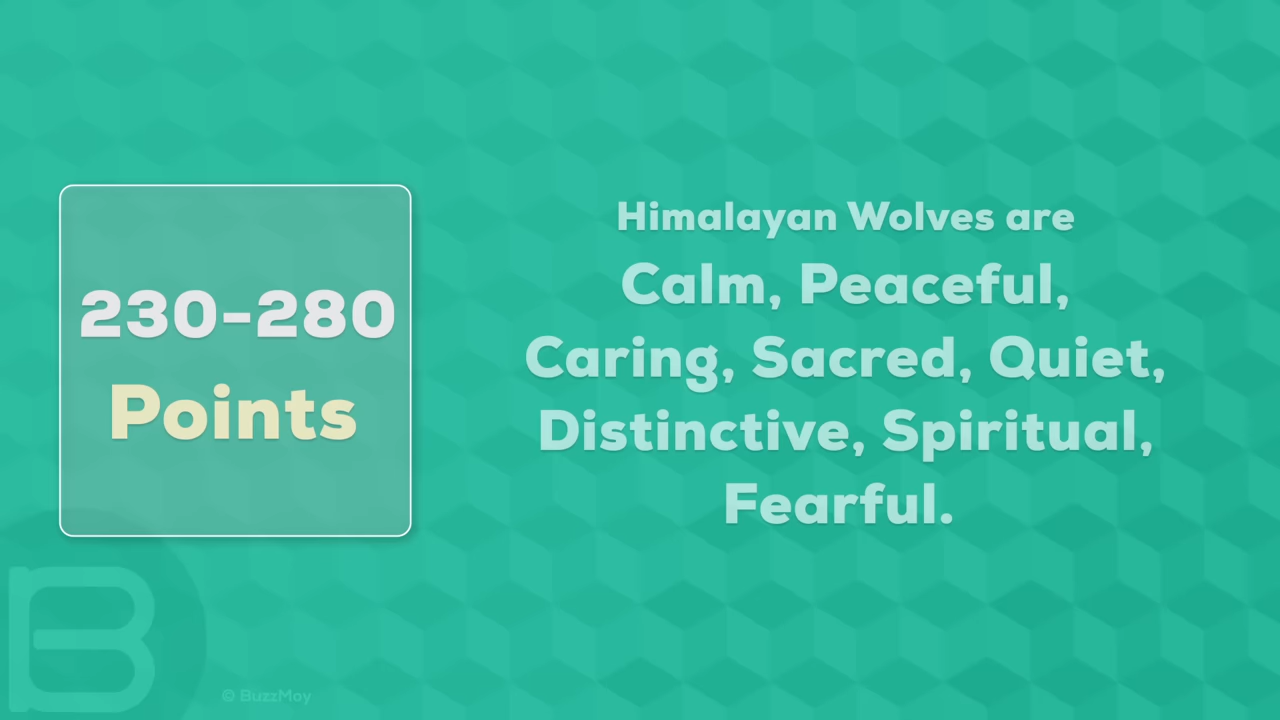 230-280
Points
Himalayan Wolves are
Calm, Peaceful,
Caring, Sacred, Quiet,
Distinctive, Spiritual,
Fearful.
B
© BuzzMoy